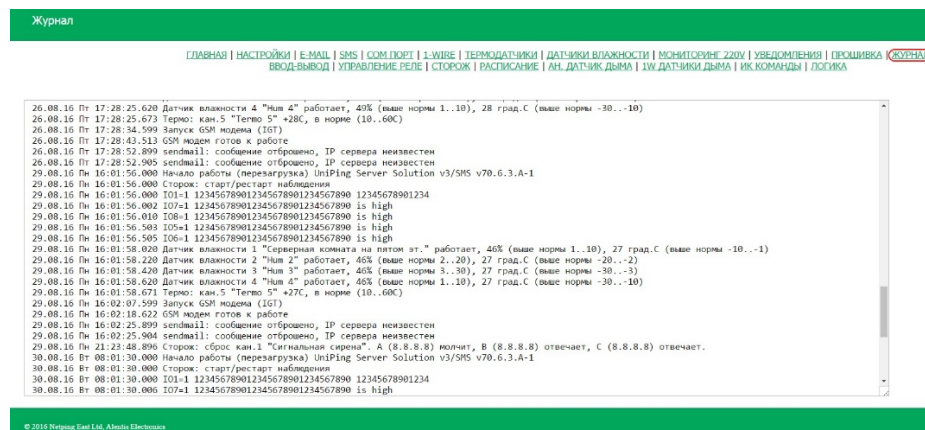 Журнал
ГЛАВНАЯ | НАСТРОЙКИ | E-MAIL | SMS | COM ПОРТ | 1-WIRE | ТЕРМОДАТЧИКИ | ДАТЧИКИ ВЛАЖНОСТИ | МОНИТОРИНГ 220V | УВЕДОМЛЕНИЯ | ПРОШИВКА | ЖУРНАЛ
ВВОД-ВЫВОД | УПРАВЛЕНИЕ РЕЛЕ | СТОРОЖ | РАСПИСАНИЕ | АН. ДАТЧИК ДЫМА | 1W ДАТЧИКИ ДЫМА | ИК КОМАНДЫ | ЛОГИКА
26.08.16 Пт 17:28:25.620 Датчик влажности 4 "Hum 4" работает, 49% (выше нормы 1..10), 28 град.С (выше нормы -30..-10)
26.08.16 Пт 17:28:25.673 Термо: кан.5 "Termo 5" +28C, в норме (10..60C)
26.08.16 Пт 17:28:34.599 Запуск GSM модема (IGT)
26.08.16 Пт 17:28:43.513 GSM модем готов к работе
26.08.16 Пт 17:28:52.899 sendmail: сообщение отброшено, IP сервера неизвестен
26.08.16 Пт 17:28:52.905 sendmail: сообщение отброшено, IP сервера неизвестен
29.08.16 Пн 16:01:56.000 Начало работы (перезагрузка) UniPing Server Solution v3/SMS v70.6.3.A-1
29.08.16 Пн 16:01:56.000 Сторож: старт/рестарт наблюдения
29.08.16 Пн 16:01:56.000 IO1=1 123456789012345678901234567890 12345678901234
29.08.16 Пн 16:01:56.002 IO7=1 123456789012345678901234567890 is high
29.08.16 Пн 16:01:56.010 IO8=1 123456789012345678901234567890 is high
29.08.16 Пн 16:01:56.503 IO5=1 123456789012345678901234567890 is high
29.08.16 Пн 16:01:56.505 IO6=1 123456789012345678901234567890 is high
29.08.16 Пн 16:01:58.020 Датчик влажности 1 "Серверная комната на пятом эт." работает, 46% (выше нормы 1..10), 27 град.С (выше нормы -10..-1)
29.08.16 Пн 16:01:58.220 Датчик влажности 2 "Hum 2" работает, 46% (выше нормы 2..20), 27 град.С (выше нормы -20..-2)
29.08.16 Пн 16:01:58.420 Датчик влажности 3 "Hum 3" работает, 46% (выше нормы 3..30), 27 град.С (выше нормы -30..-3)
29.08.16 Пн 16:01:58.620 Датчик влажности 4 "Hum 4" работает, 46% (выше нормы 1..10), 27 град.С (выше нормы -30..-10)
29.08.16 Пн 16:01:58.671 Термо: кан.5 "Termo 5" +27C, в норме (10..60C)
29.08.16 Пн 16:02:07.599 Запуск GSM модема (IGT)
29.08.16 Пн 16:02:18.622 GSM модем готов к работе
29.08.16 Пн 16:02:25.899 sendmail: сообщение отброшено, IP сервера неизвестен
29.08.16 Пн 16:02:25.904 sendmail: сообщение отброшено, IP сервера неизвестен
29.08.16 Пн 21:23:48.896 Сторож: сброс кан.1 "Сигнальная сирена". A (8.8.8.8) молчит, B (8.8.8.8) отвечает, C (8.8.8.8) отвечает.
30.08.16 Вт 08:01:30.000 Начало работы (перезагрузка) UniPing Server Solution v3/SMS v70.6.3.A-1
30.08.16 Вт 08:01:30.000 Сторож: старт/рестарт наблюдения
30.08.16 Вт 08:01:30.000 IO1=1 123456789012345678901234567890 12345678901234
30.08.16 Вт 08:01:30.006 IO7=1 123456789012345678901234567890 is high
© 2016 Netping East Ltd, Alentis Electronics